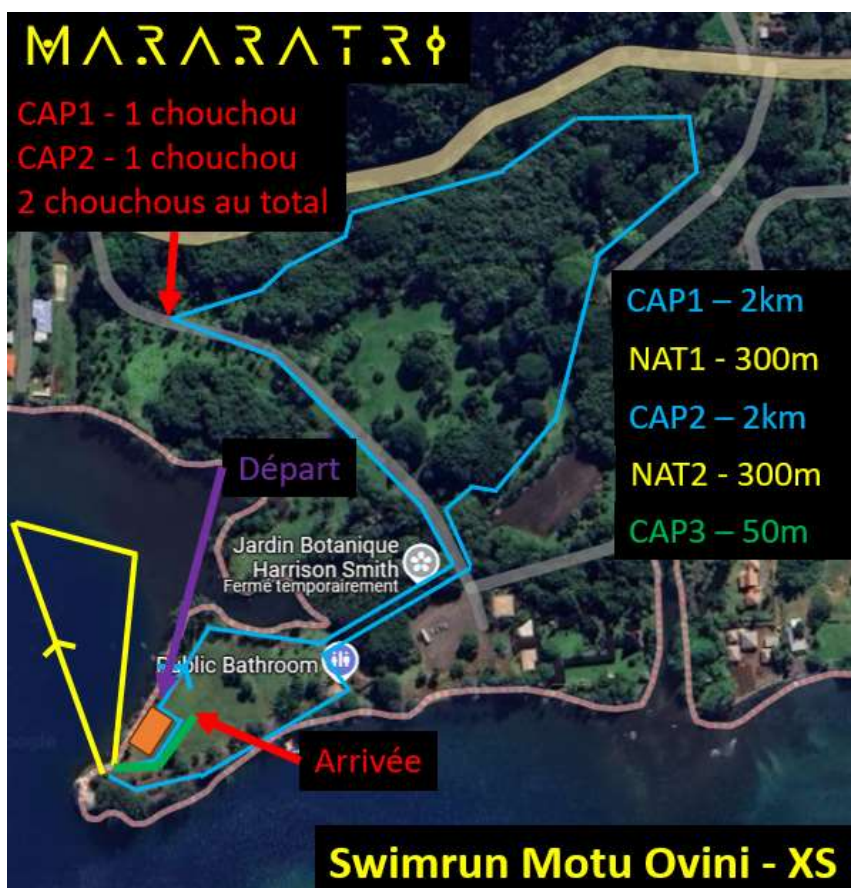 MARARATRI
CAP1 - 1 chouchou
CAP2 - 1 chouchou
2 chouchous au total
CAP1 – 2km
NAT1 - 300m
CAP2 – 2km
NAT2 - 300m
CAP3 – 50m
Départ
Jardin Botanique
Harrison Smith
Fermé temporairement
Public Bathroom
Arrivée
Swimrun Motu Ovini - XS